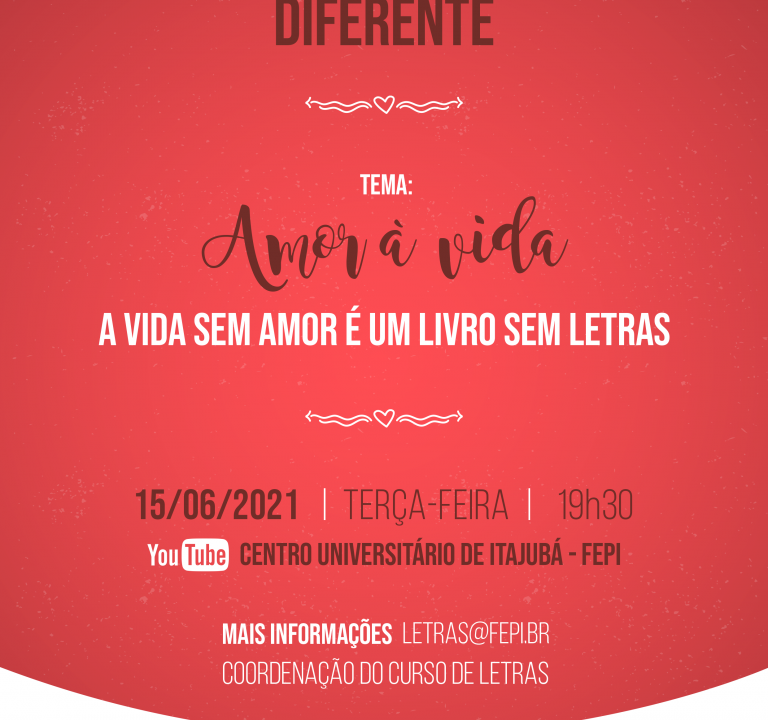 DIFERENTE
TEMA:
Amor à vida
A VIDA SEM AMOR É UM LIVRO SEM LETRAS
15/06/2021 | TERÇA-FEIRA | 19h30
YouTube CENTRO UNIVERSITÁRIO DE ITAJUBÁ - FEPI
MAIS INFORMAÇÕES LETRAS@FEPI.BR
COORDENAÇÃO DO CURSO DE LETRAS